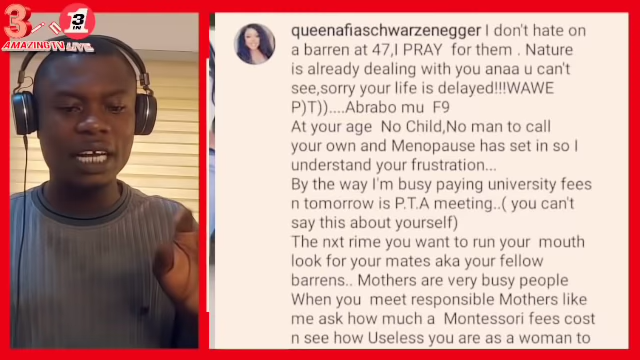 3 3 IN 1
AMAZING TV LIVE
queenafiaschwarzenegger I don't hate on
a barren at 47,I PRAY for them . Nature
is already dealing with you anaa u can't
see,sorry your life is delayed!!!WAWE
P)T))....Abrabo mu F9
At your age No Child,No man to call
your own and Menopause has set in so I
understand your frustration...
By the way I'm busy paying university fees
n tomorrow is P.T.A meeting..( you can't
say this about yourself)
The nxt rime you want to run your mouth
look for your mates aka your fellow
barrens.. Mothers are very busy people
When you meet responsible Mothers like
me ask how much a Montessori fees cost
n see how Useless you are as a woman to